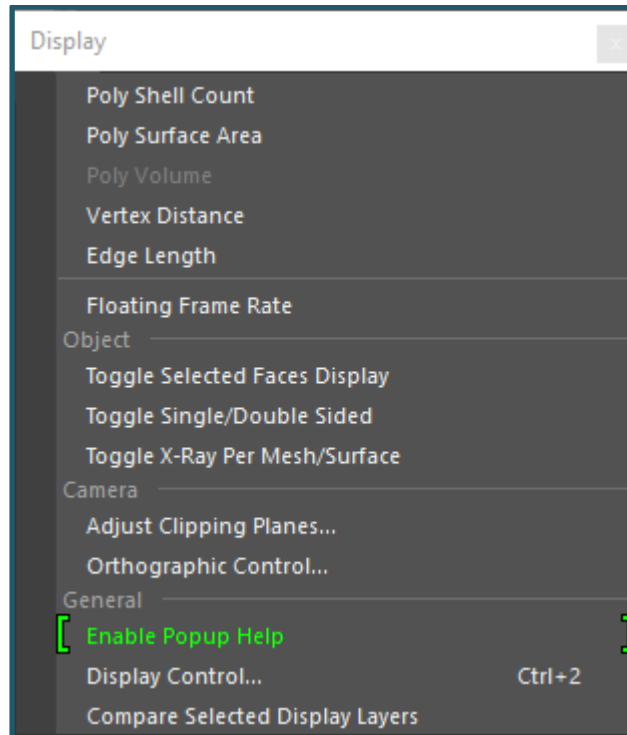 Display
x
Poly Shell Count
Poly Surface Area
Poly Volume
Vertex Distance
Edge Length
Floating Frame Rate
Object
Toggle Selected Faces Display
Toggle Single/Double Sided
Toggle X-Ray Per Mesh/Surface
Camera
Adjust Clipping Planes...
Orthographic Control...
General
[ Enable Popup Help ]
Display Control... Ctrl+2
Compare Selected Display Layers